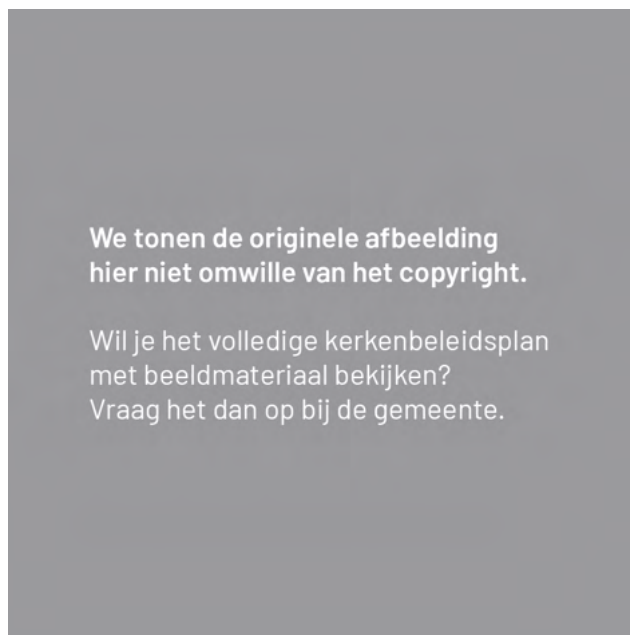 We tonen de originele afbeelding
hier niet omwille van het copyright.
Wil je het volledige kerkenbeleidsplan
met beeldmateriaal bekijken?
Vraag het dan op bij de gemeente.